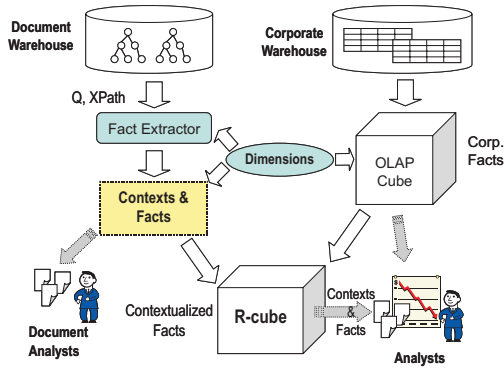 Document
Warehouse
Corporate
Warehouse
Q, XPath
Fact Extractor
Dimensions
OLAP
Cube
Corp.
Facts
Contexts &
Facts
Document
Analysts
Contextualized
Facts
R-cube
Contexts
&
Facts
$
Analysts